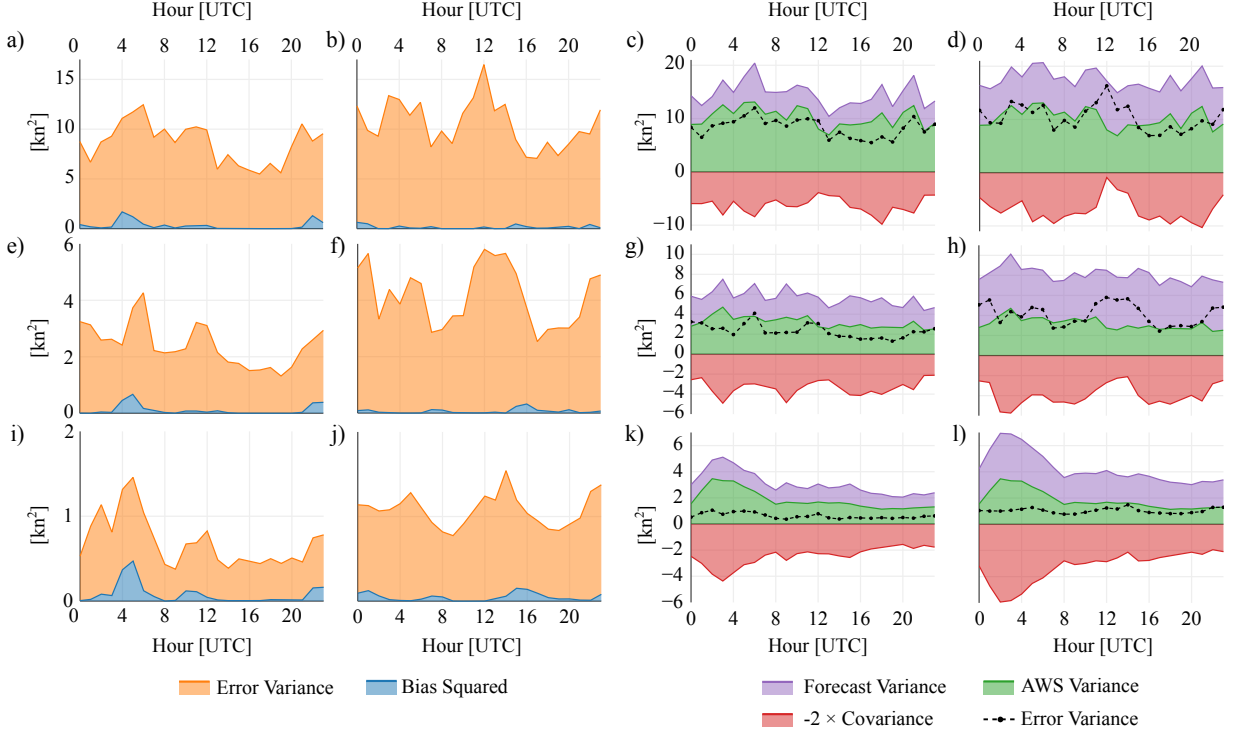 Hour [UTC] Hour [UTC] Hour [UTC] Hour [UTC]
a) 0 4 8 12 16 20 b) 0 4 8 12 16 20 c) 0 4 8 12 16 20 d) 0 4 8 12 16 20
[kn²] 15 10 5 0
[kn²] 20 10 0 −10
e) f) g) h)
[kn²] 6 4 2 0
[kn²] 10 8 6 4 2 0 −2 −4 −6
i) j) k) l)
[kn²] 2 1 0
[kn²] 6 4 2 0 −2 −4 −6
0 4 8 12 16 20 0 4 8 12 16 20 0 4 8 12 16 20 0 4 8 12 16 20
Hour [UTC] Hour [UTC] Hour [UTC] Hour [UTC]
Error Variance Bias Squared Forecast Variance AWS Variance
-2 × Covariance Error Variance